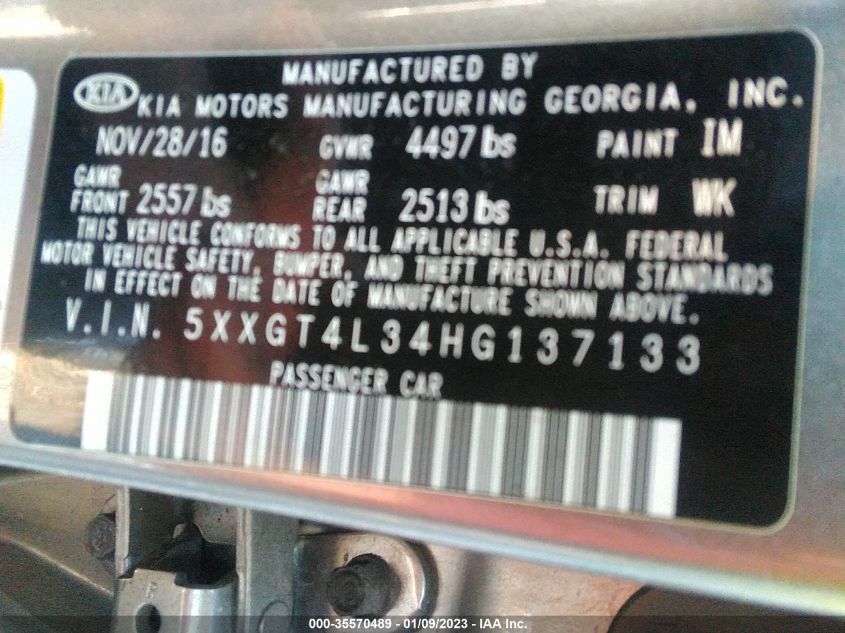 MANUFACTURED BY
KIA KIA MOTORS MANUFACTURING GEORGIA, INC.
NOV/28/16 GVWR 4497 lbs PAINT IM
GAWR FRONT 2557 lbs GAWR REAR 2513 lbs TRIM WK
THIS VEHICLE CONFORMS TO ALL APPLICABLE U.S.A. FEDERAL
MOTOR VEHICLE SAFETY, BUMPER, AND THEFT PREVENTION STANDARDS
IN EFFECT ON THE DATE OF MANUFACTURE SHOWN ABOVE.
V.I.N. 5XXGT4L34HG137133
PASSENGER CAR
000-35570489 - 01/09/2023 - IAA Inc.